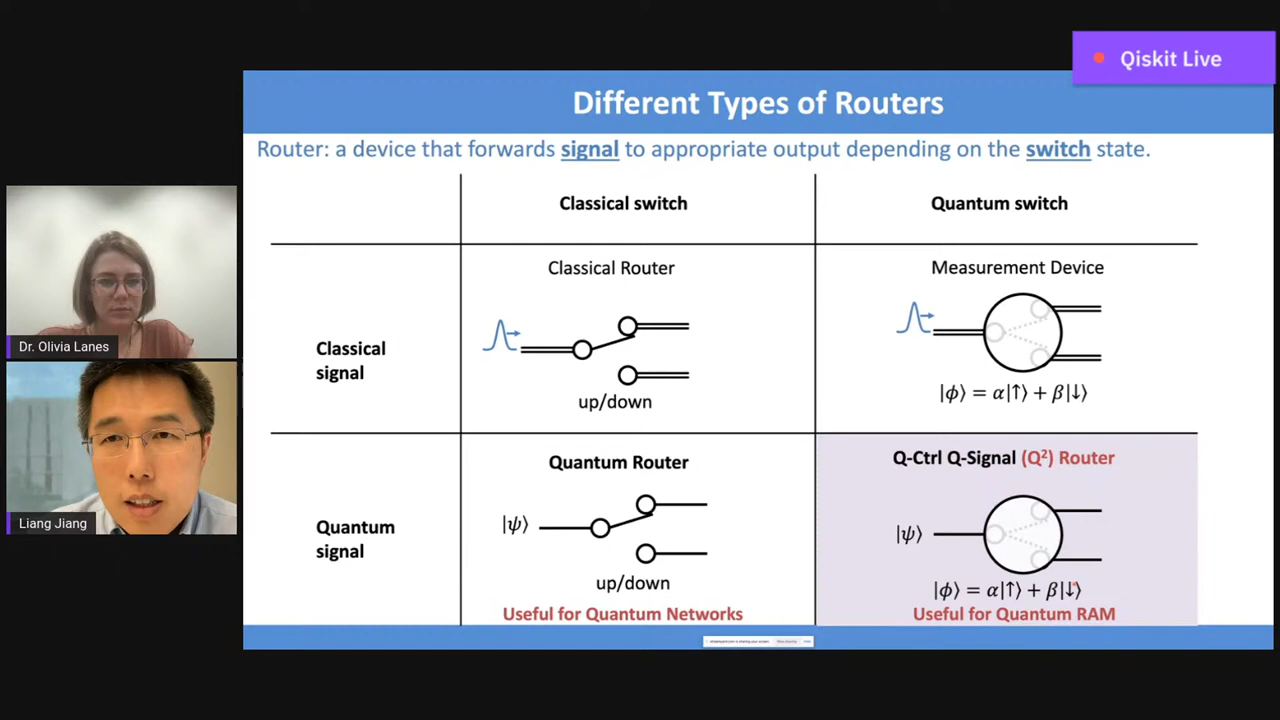 Qiskit Live
Different Types of Routers
Router: a device that forwards signal to appropriate output depending on the switch state.
Classical switch
Quantum switch
Classical signal
Classical Router
up/down
Measurement Device
|ϕ⟩ = α|↑⟩ + β|↓⟩
Quantum signal
Quantum Router
|ψ⟩
up/down
Useful for Quantum Networks
Q-Ctrl Q-Signal (Q²) Router
|ψ⟩
|ϕ⟩ = α|↑⟩ + β|↓⟩
Useful for Quantum RAM
Dr. Olivia Lanes
Liang Jiang